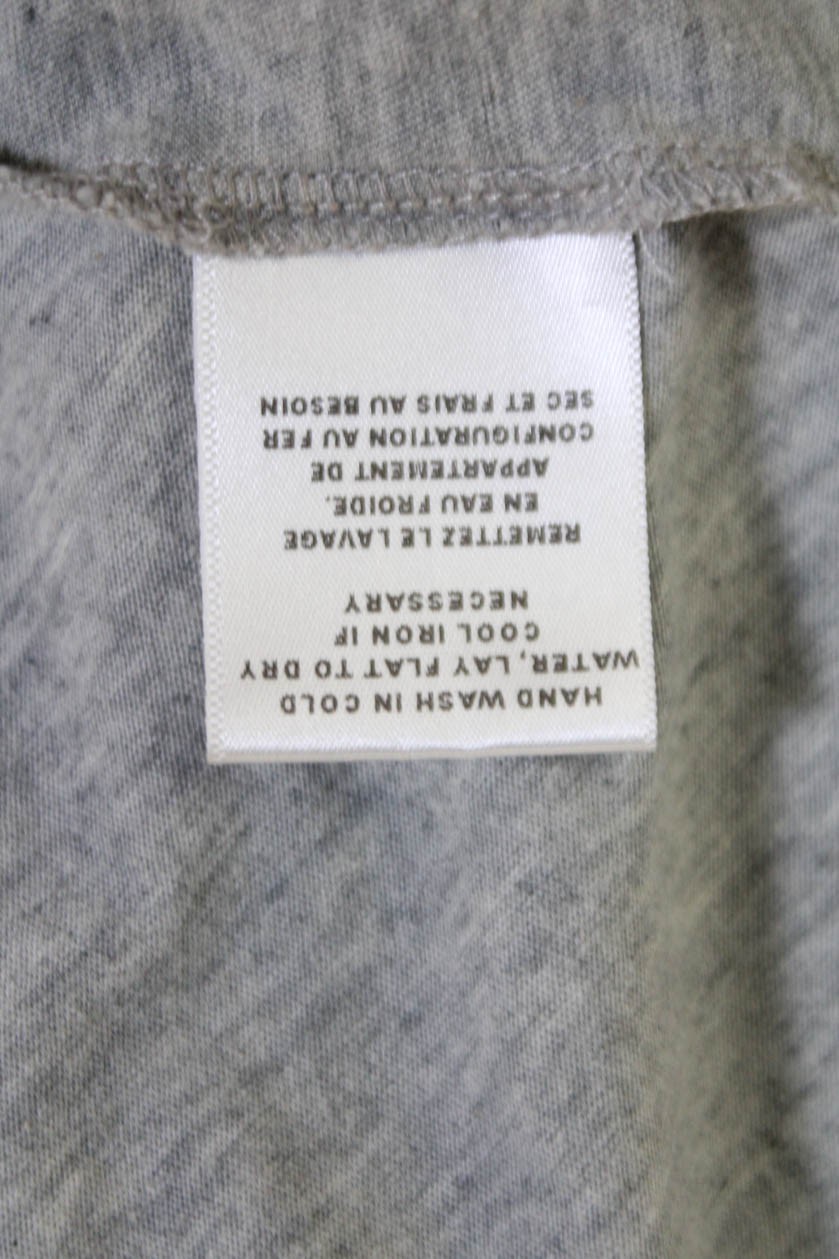 HAND WASH IN COLD
WATER, LAY FLAT TO DRY
COOL IRON IF
NECESSARY
REMETTEZ LE LAVAGE
EN EAU FROIDE.
APPARTEMENT DE
CONFIGURATION AU FER
SEC ET FRAIS AU BESOIN